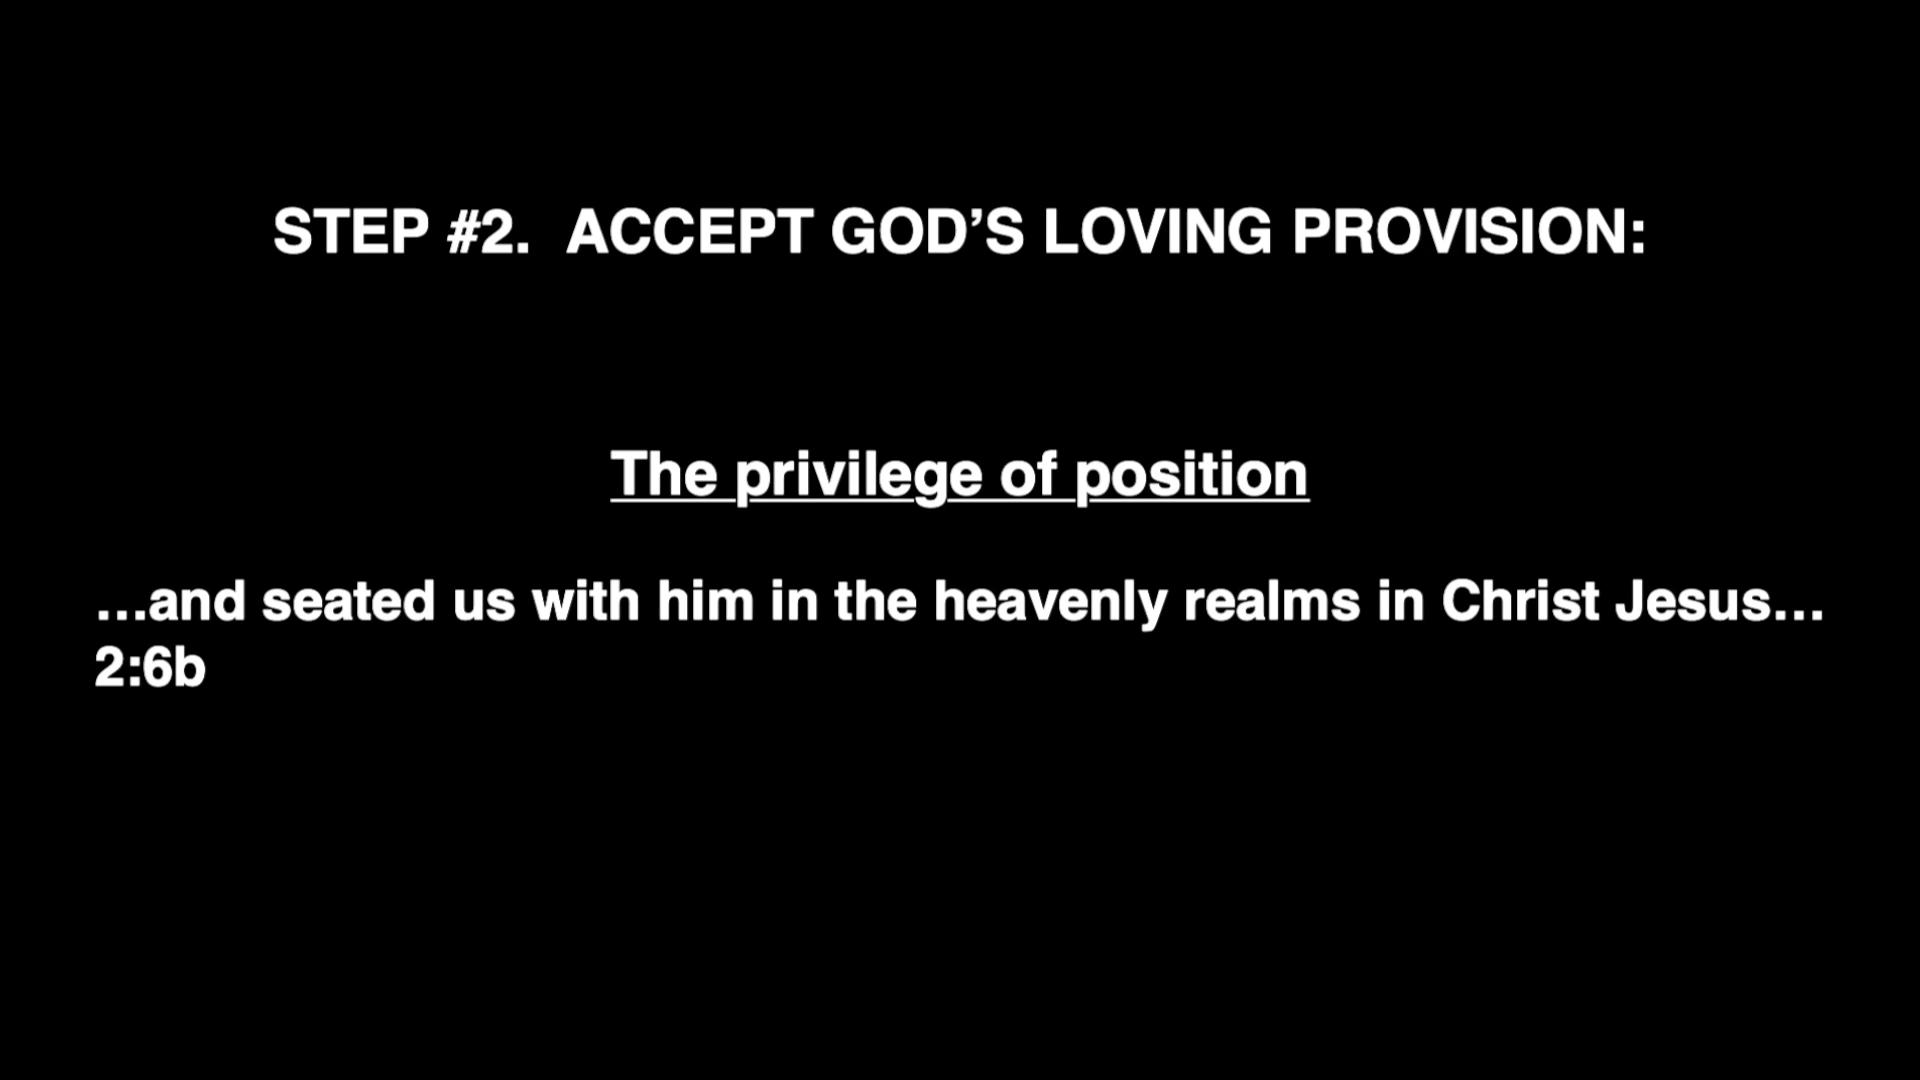 STEP #2.  ACCEPT GOD’S LOVING PROVISION:
The privilege of position
…and seated us with him in the heavenly realms in Christ Jesus…
2:6b